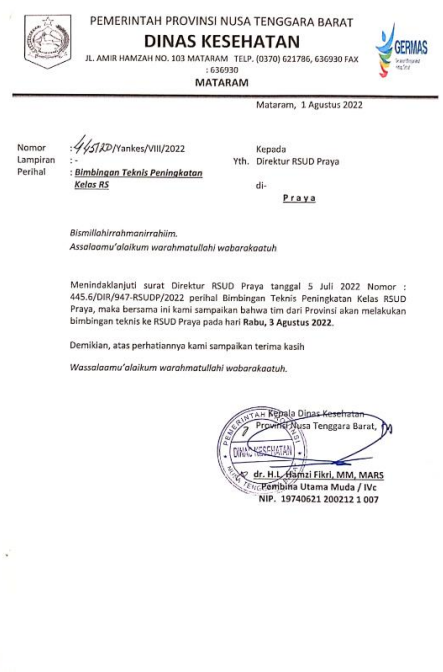 PEMERINTAH PROVINSI NUSA TENGGARA BARAT
DINAS KESEHATAN
JL. AMIR HAMZAH NO. 103 MATARAM TELP. (0370) 621786, 636930 FAX
: 636930
MATARAM
GERMAS
Mataram, 1 Agustus 2022
Nomor : /Yankes/VIII/2022
Lampiran : -
Perihal : Bimbingan Teknis Peningkatan
Kelas RS
Kepada
Yth. Direktur RSUD Praya
di-
Praya
Bismillahirrahmanirrahiim.
Assalaamu'alaikum warahmatullahi wabarakaatuh
Menindaklanjuti surat Direktur RSUD Praya tanggal 5 Juli 2022 Nomor :
445.6/DIR/947-RSUDP/2022 perihal Bimbingan Teknis Peningkatan Kelas RSUD
Praya, maka bersama ini kami sampaikan bahwa tim dari Provinsi akan melakukan
bimbingan teknis ke RSUD Praya pada hari Rabu, 3 Agustus 2022.
Demikian, atas perhatiannya kami sampaikan terima kasih
Wassalaamu'alaikum warahmatullahi wabarakaatuh.
Kepala Dinas Kesehatan
Provinsi Nusa Tenggara Barat,
PEMERINTAH PROVINSI
DINAS KESEHATAN
NUSA TENGGARA BARAT
dr. H.L. Hamzi Fikri, MM, MARS
Pembina Utama Muda / IVc
NIP. 19740621 200212 1 007